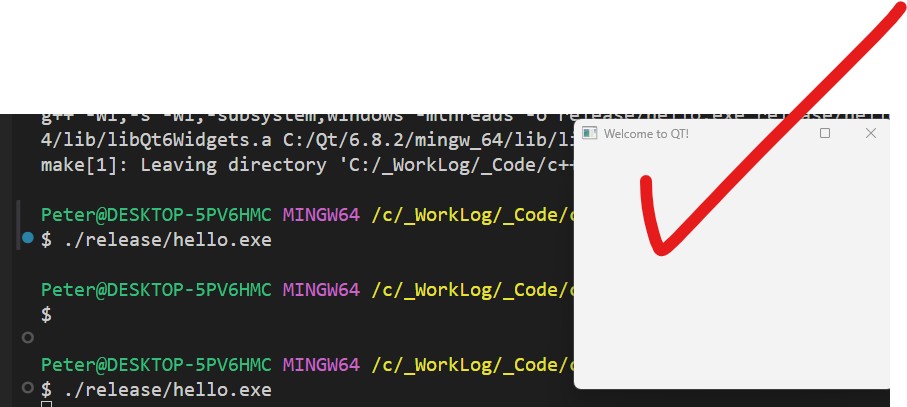 g++ -Wl,-s -Wl,-subsystem,windows -mthreads -o release/hello.exe release/hell
4/lib/libQt6Widgets.a C:/Qt/6.8.2/mingw_64/lib/li
Welcome to QT!
make[1]: Leaving directory 'C:/_WorkLog/_Code/c++
Peter@DESKTOP-5PV6HMC MINGW64 /c/_WorkLog/_Code/c
$ ./release/hello.exe
Peter@DESKTOP-5PV6HMC MINGW64 /c/_WorkLog/_Code/c
$
Peter@DESKTOP-5PV6HMC MINGW64 /c/_WorkLog/_Code/c
$ ./release/hello.exe